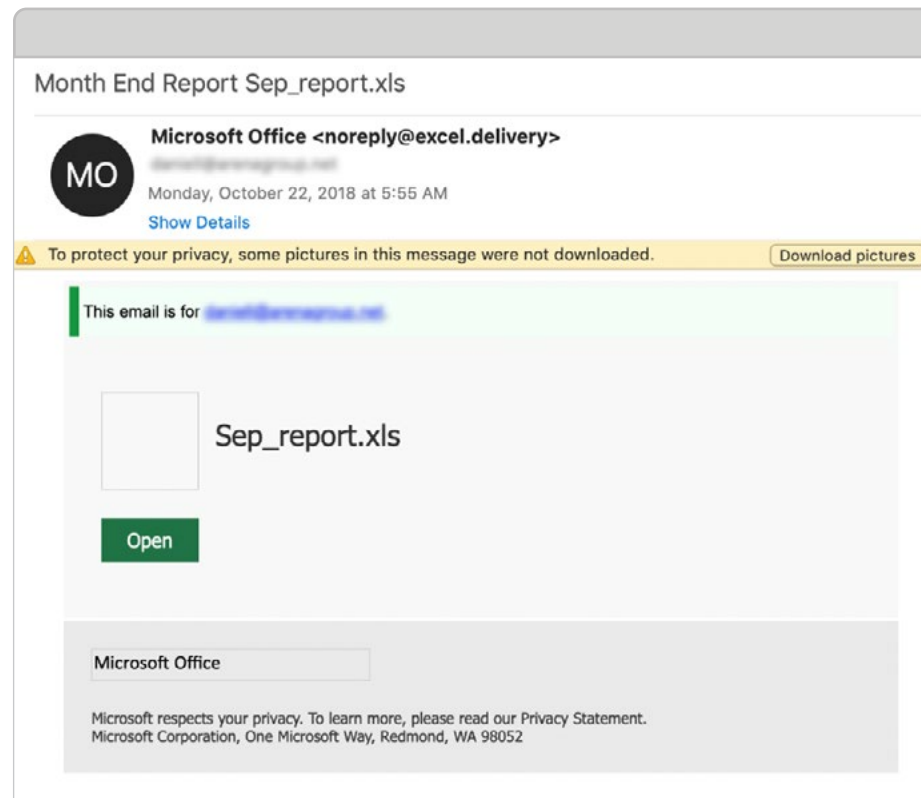 Month End Report Sep_report.xls
MO
Microsoft Office <noreply@excel.delivery>
Monday, October 22, 2018 at 5:55 AM
Show Details
To protect your privacy, some pictures in this message were not downloaded.
Download pictures
This email is for
Sep_report.xls
Open
Microsoft Office
Microsoft respects your privacy. To learn more, please read our Privacy Statement.
Microsoft Corporation, One Microsoft Way, Redmond, WA 98052